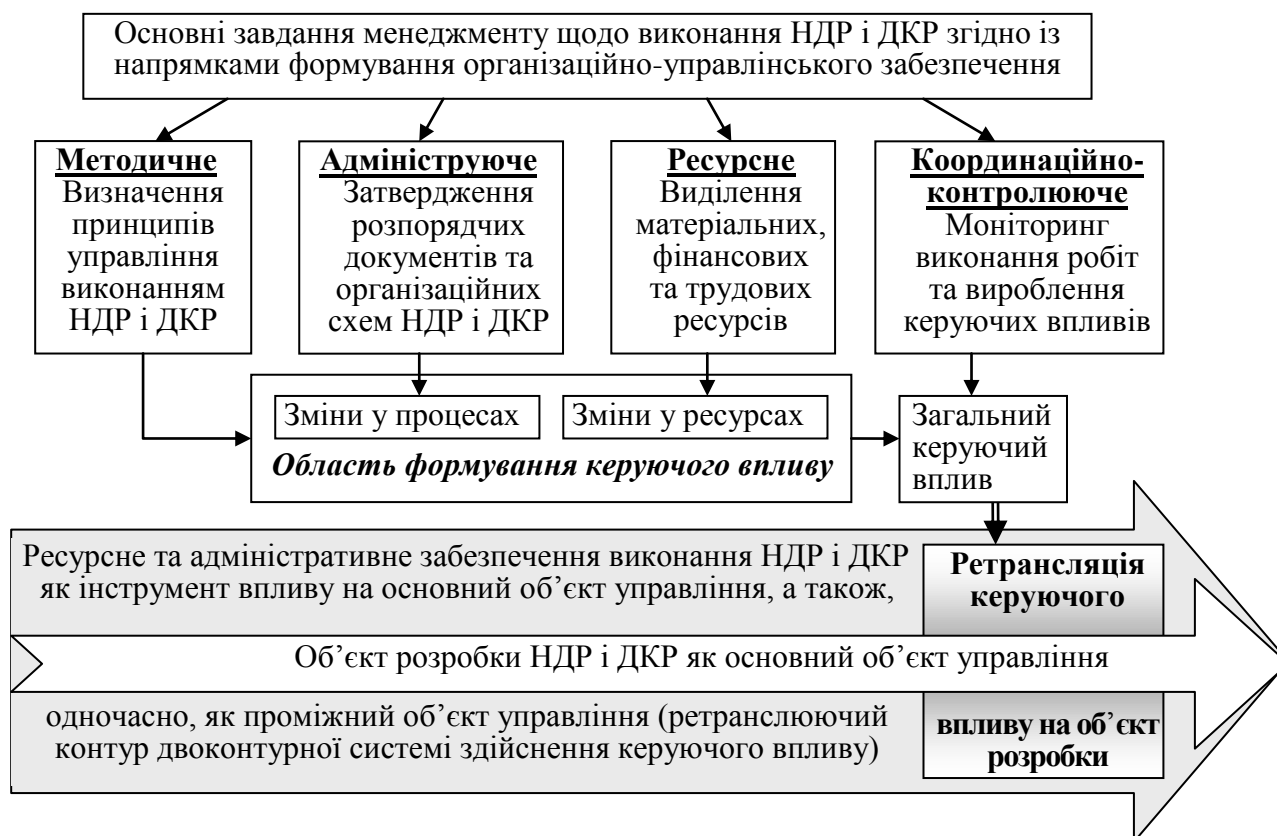 Основні завдання менеджменту щодо виконання НДР і ДКР згідно із
напрямками формування організаційно-управлінського забезпечення
Методичне
Визначення
принципів
управління
виконанням
НДР і ДКР
Адміністрируюче
Затвердження
розпорядчих
документів та
організаційних
схем НДР і ДКР
Ресурсне
Виділення
матеріальних,
фінансових
та трудових
ресурсів
Координаційно-
контролююче
Моніторинг
виконання робіт
та вироблення
керуючих впливів
Зміни у процесах
Зміни у ресурсах
Область формування керуючого впливу
Загальний
керуючий
вплив
Ресурсне та адміністративне забезпечення виконання НДР і ДКР
як інструмент впливу на основний об’єкт управління, а також,
Ретрансляція
керуючого
Об’єкт розробки НДР і ДКР як основний об’єкт управління
одночасно, як проміжний об’єкт управління (ретранслюючий
контур двоконтурної системі здійснення керуючого впливу)
впливу на об’єкт
розробки